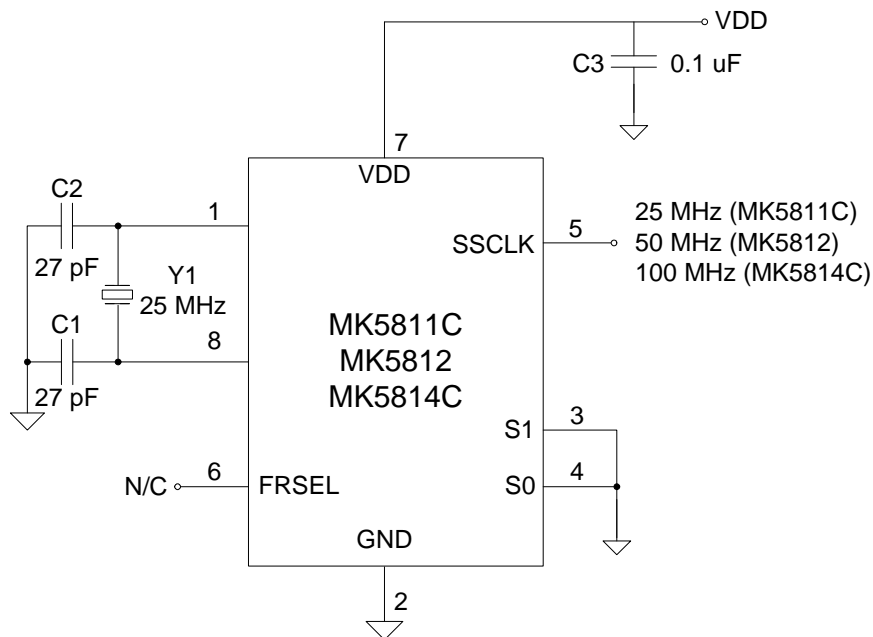 VDD
C3
0.1 uF
7
VDD
C2
1
27 pF
Y1
25 MHz
C1
8
27 pF
SSCLK
5
25 MHz (MK5811C)
50 MHz (MK5812)
100 MHz (MK5814C)
MK5811C
MK5812
MK5814C
S1
3
S0
4
N/C
6
FRSEL
GND
2